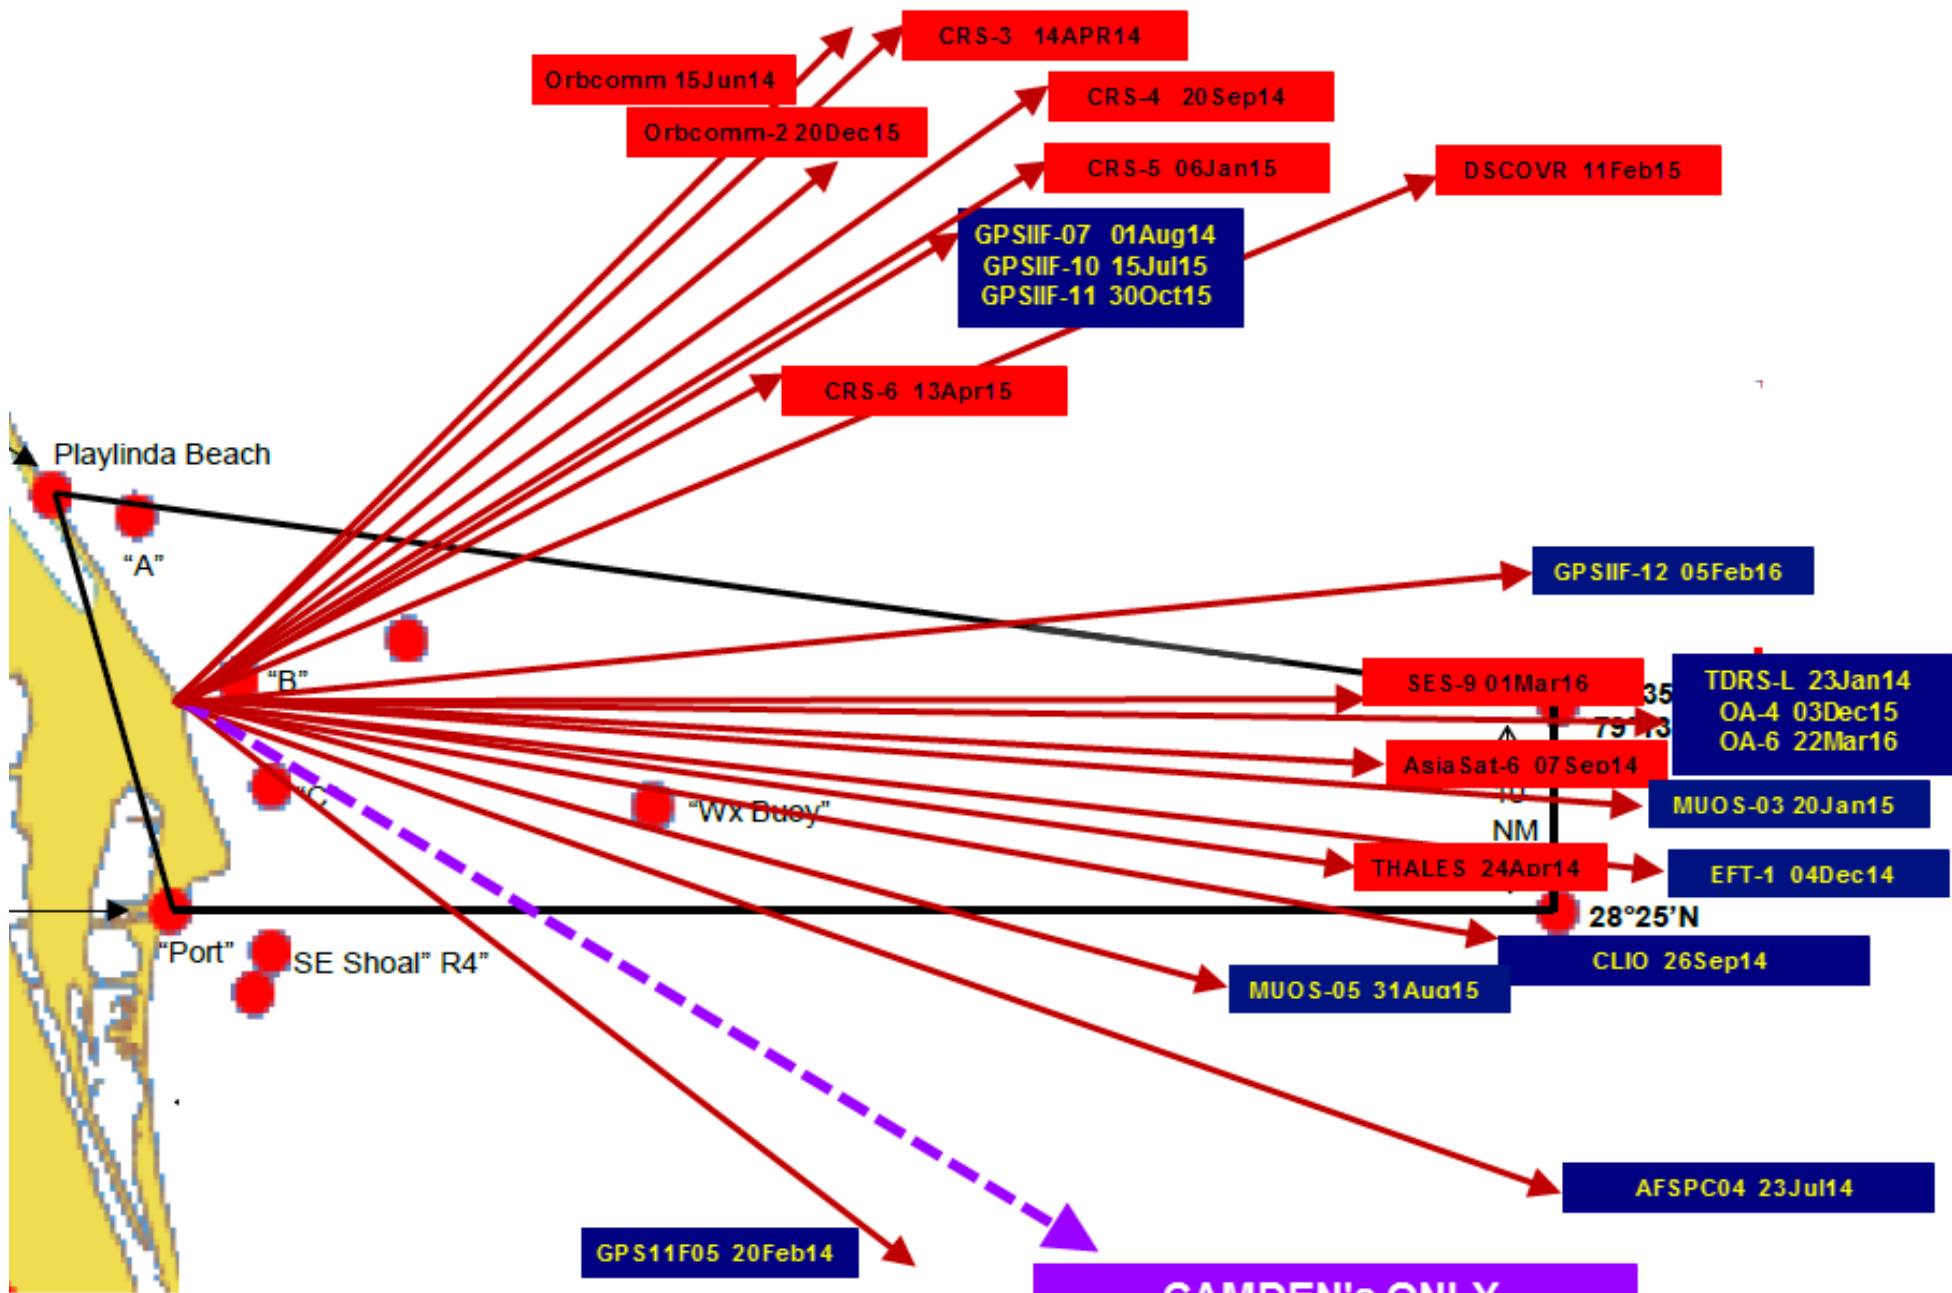 CRS-3 14APR14
Orbcomm 15Jun14
CRS-4 20Sep14
Orbcomm-2 20Dec15
CRS-5 06Jan15
DSCOVR 11Feb15
GPSIIF-07 01Aug14
GPSIIF-10 15Jul15
GPSIIF-11 30Oct15
CRS-6 13Apr15
Playlinda Beach
“A”
GPSIIF-12 05Feb16
“B”
SES-9 01Mar16
35
TDRS-L 23Jan14
OA-4 03Dec15
OA-6 22Mar16
AsiaSat-6 07Sep14
“C
“Wx Buoy”
MUOS-03 20Jan15
NM
THALES 24Apr14
EFT-1 04Dec14
28°25’N
“Port”
SE Shoal” R4”
CLIO 26Sep14
MUOS-05 31Aug15
AFSPC04 23Jul14
GPS11F05 20Feb14
CAMDEN's ONLY